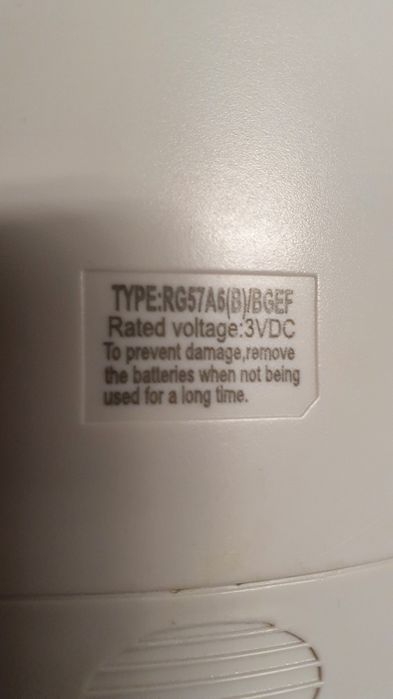 TYPE:RG57A6(B)/BGEF
Rated voltage:3VDC
To prevent damage,remove
the batteries when not being
used for a long time.